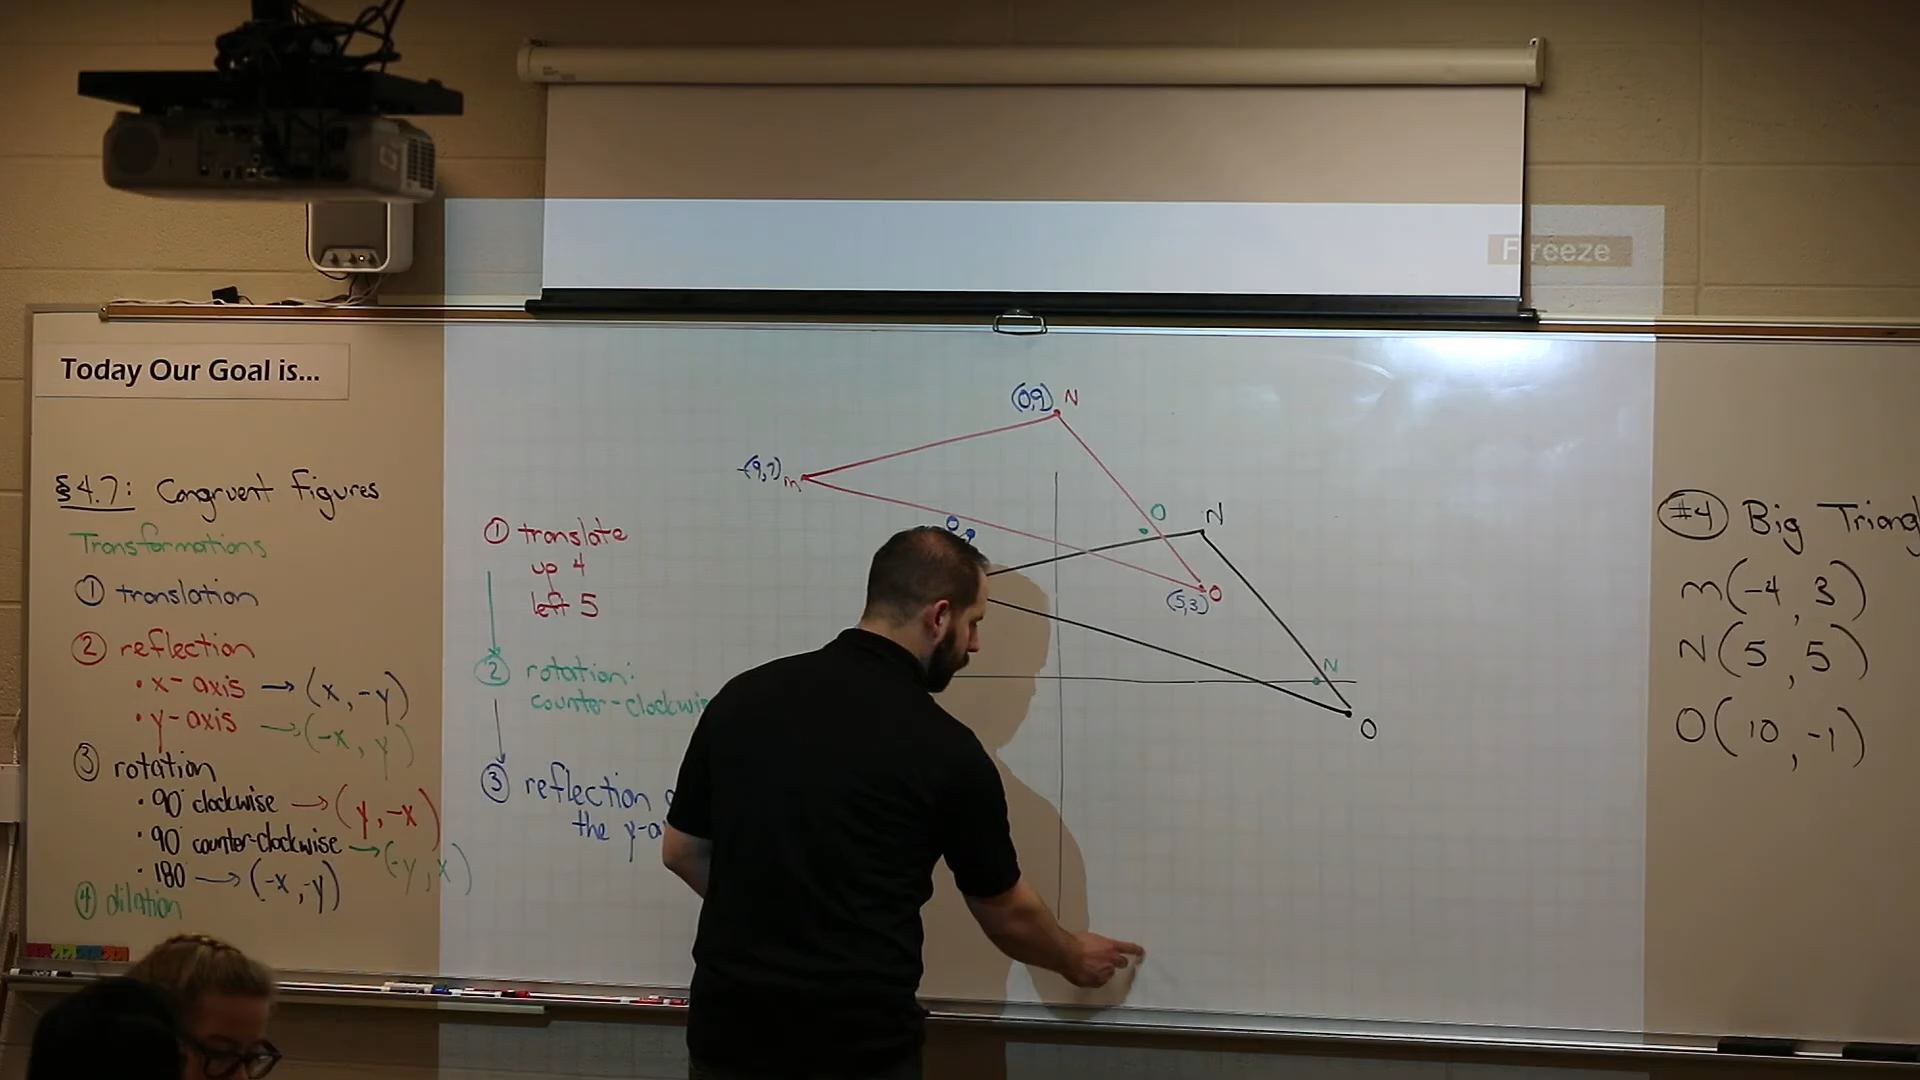 Freeze
Today Our Goal is...
§ 4.7: Congruent figures
Transformations
① translation
② reflection
• x-axis → (x, -y)
• y-axis → (-x, y)
③ rotation
• 90° clockwise → (y, -x)
• 90° counter-clockwise → (-y, x)
• 180 → (-x, -y)
④ dilation
① translate
up 4
left 5
② rotation:
counter-clockwis
③ reflection
the y-a
(0,9) N
-(9,7) m
O
N
O
(5,3)
N
O
#4 Big Triangl
m(-4, 3)
N(5, 5)
O(10, -1)